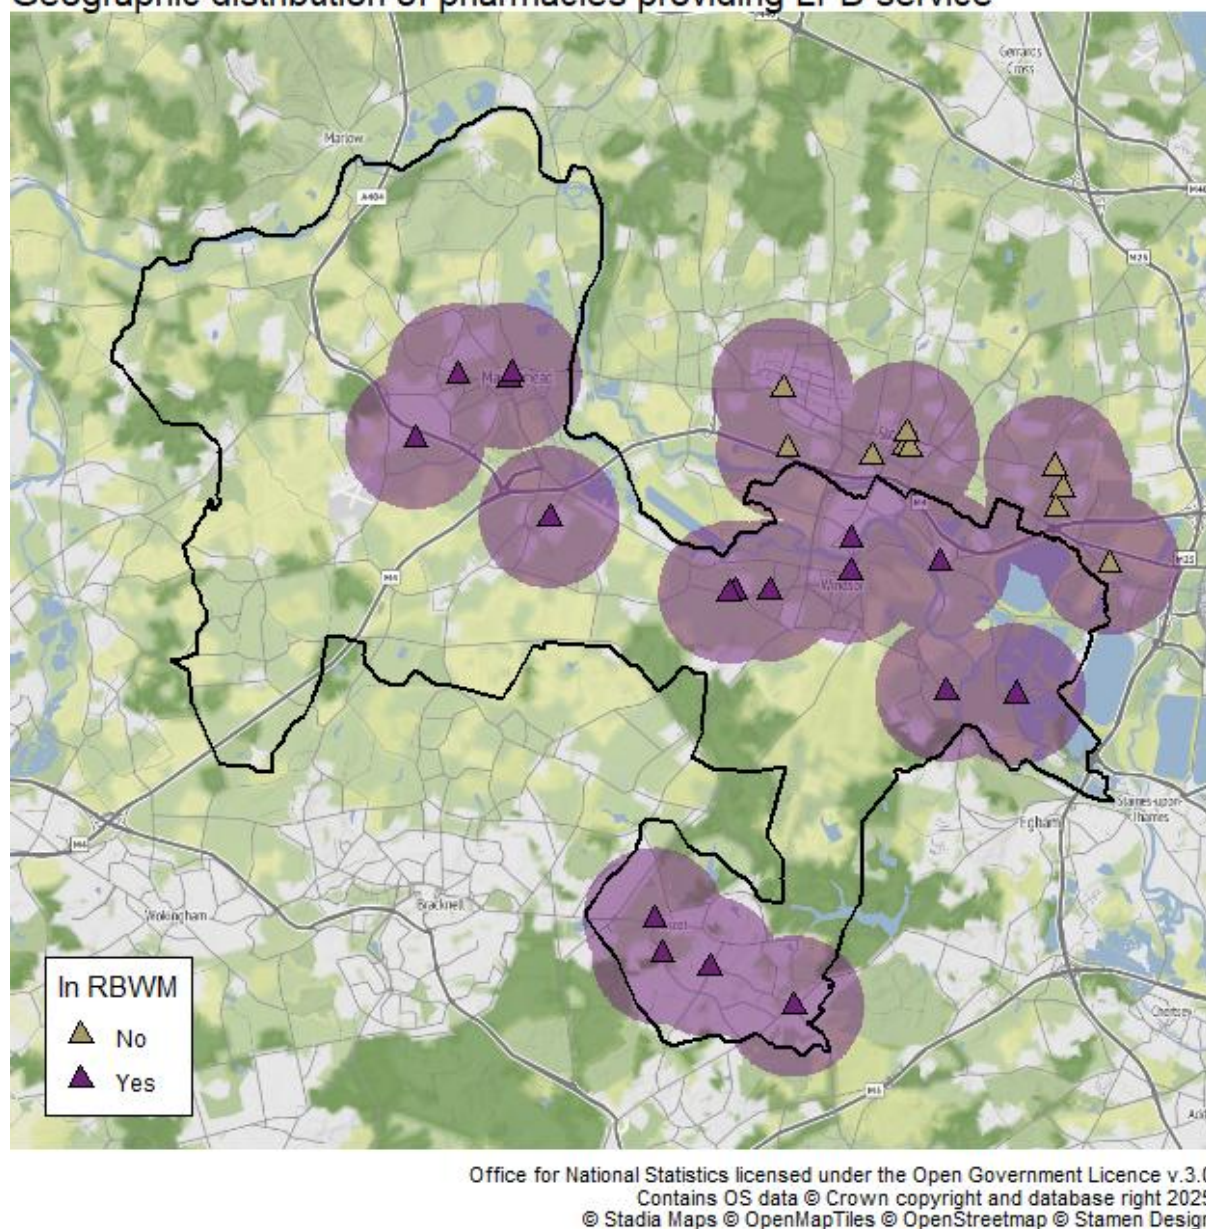 Geographic distribution of pharmacies providing LFD service
Gerrards
Cross
Marlow
A404
M40
M25
M4
M4
Windsor
M25
Egham
Staines-upon-
Thames
M4
Wokingham
Bracknell
Chertsey
M3
In RBWM
No
Yes
Office for National Statistics licensed under the Open Government Licence v.3.0
Contains OS data © Crown copyright and database right 2025
© Stadia Maps © OpenMapTiles © OpenStreetmap © Stamen Design